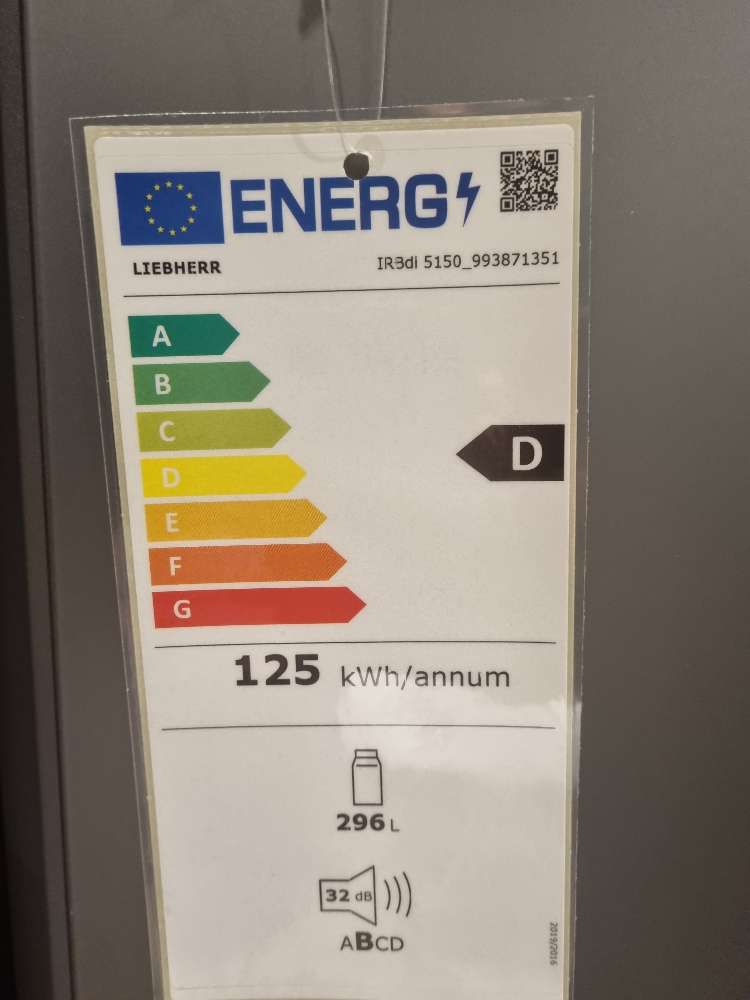 ENERG
LIEBHERR
IRBdi 5150_993871351
A
B
C
D
D
E
F
G
125 kWh/annum
296 L
32 dB
ABCD
2019/2016